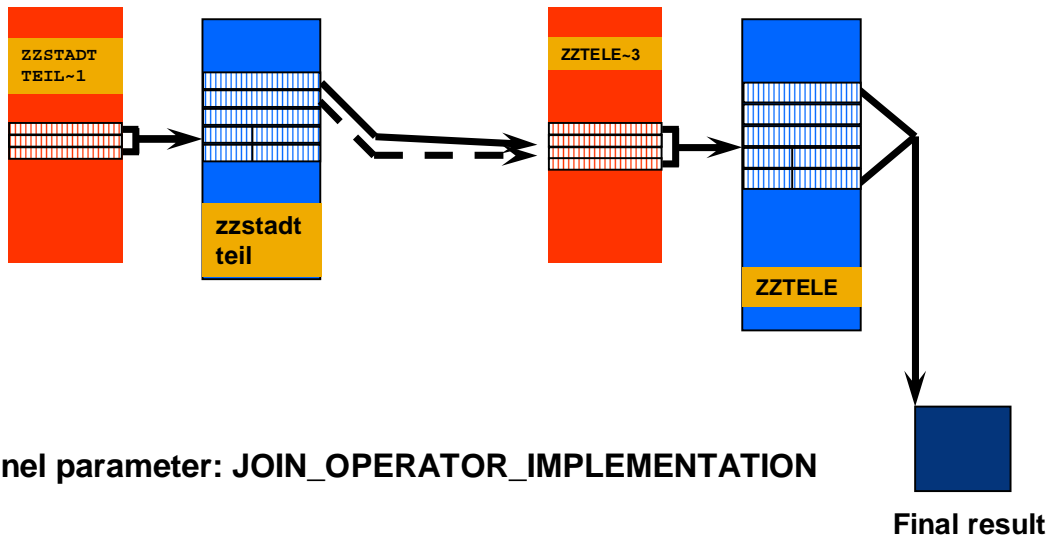 ZZSTADT
TEIL~1
zzstadt
teil
ZZTELE~3
ZZTELE
nel parameter: JOIN_OPERATOR_IMPLEMENTATION
Final result